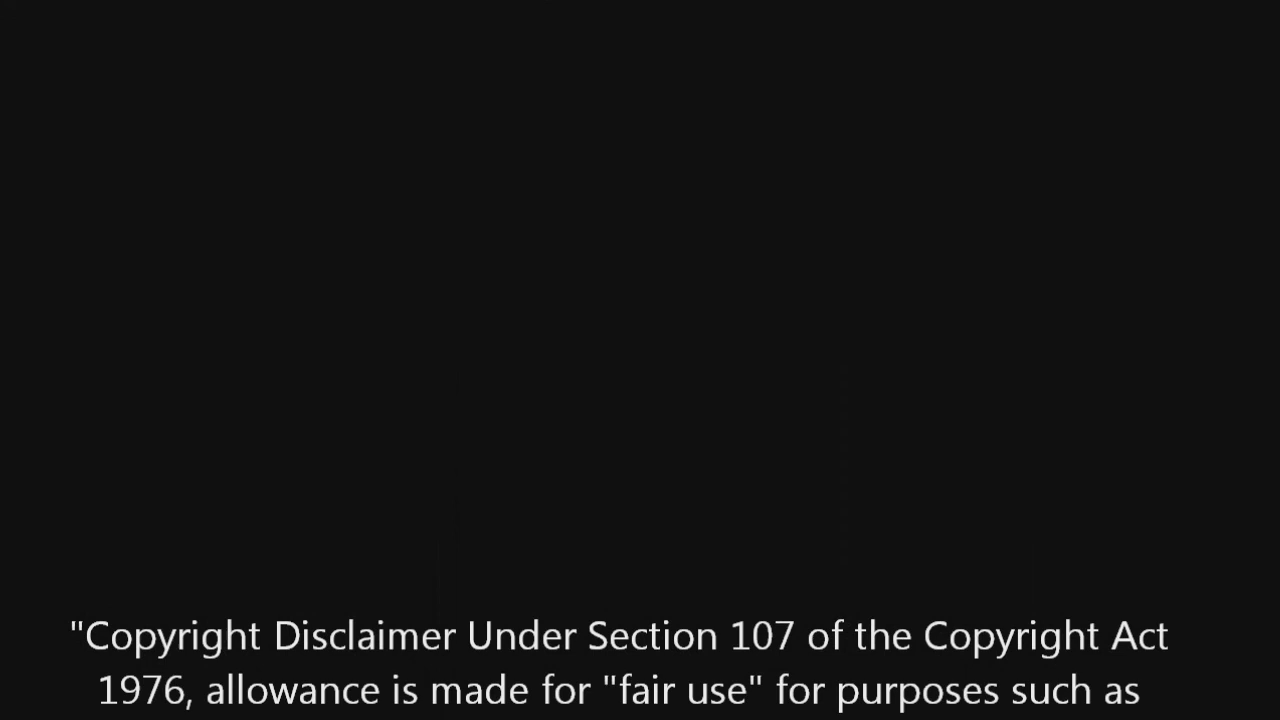 "Copyright Disclaimer Under Section 107 of the Copyright Act
1976, allowance is made for "fair use" for purposes such as